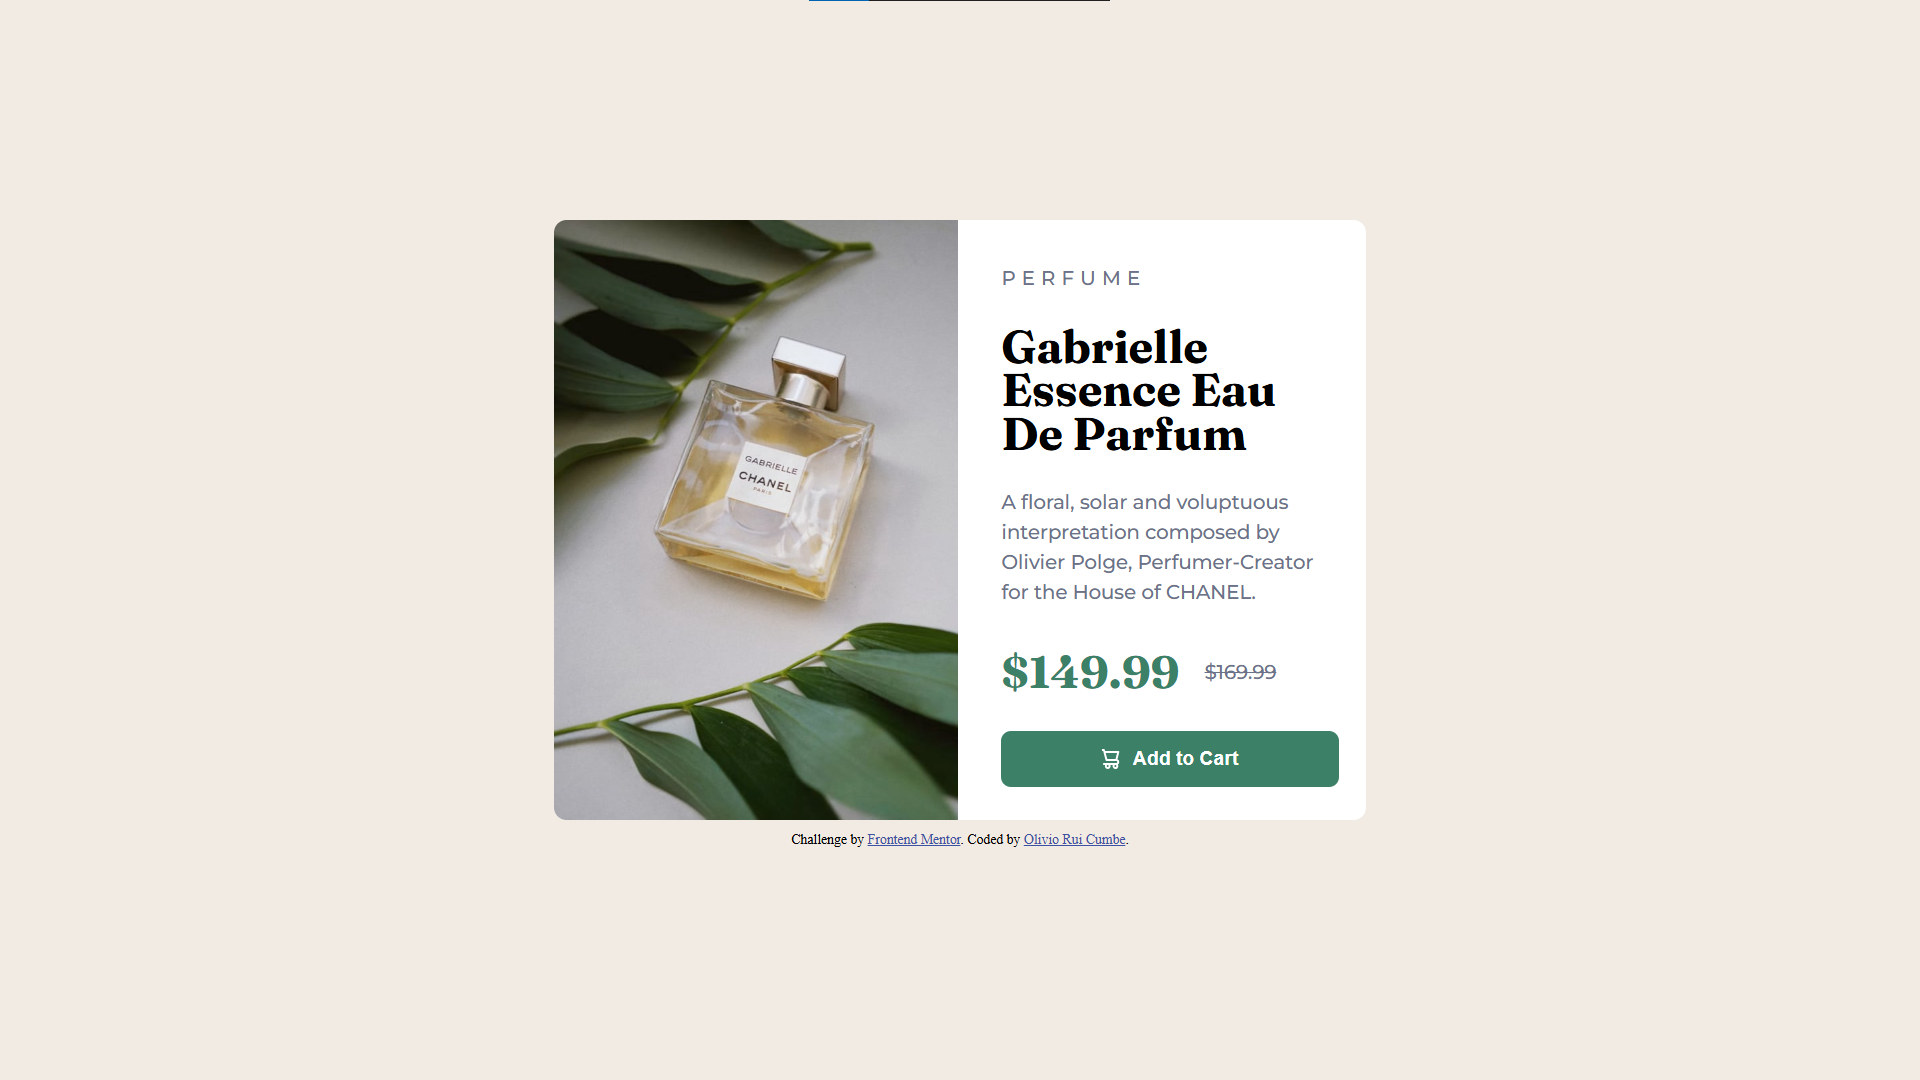 PERFUME
Gabrielle
Essence Eau
De Parfum
GABRIELLE
CHANEL
PARIS
A floral, solar and voluptuous
interpretation composed by
Olivier Polge, Perfumer-Creator
for the House of CHANEL.
$149.99 $169.99
Add to Cart
Challenge by Frontend Mentor. Coded by Olivio Rui Cumbe.